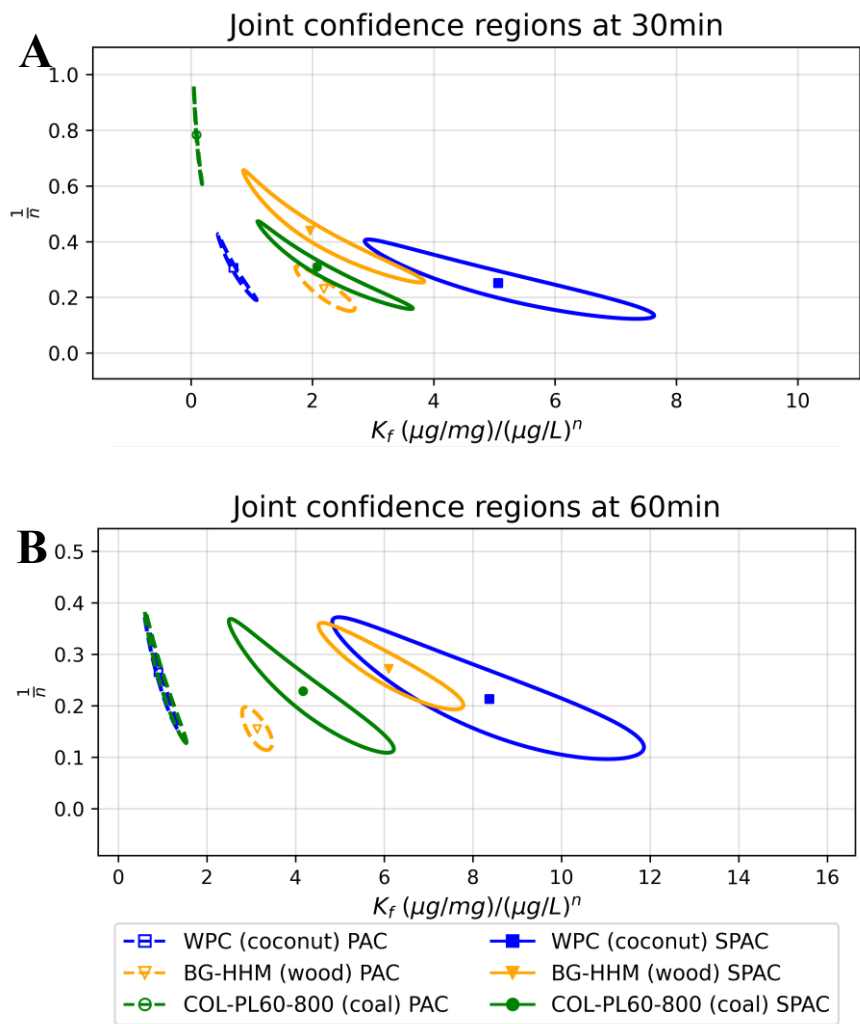 A
Joint confidence regions at 30min
1.0
0.8
0.6
0.4
0.2
0.0
1/n
0 2 4 6 8 10
K_f (μg/mg)/(μg/L)^n
B
Joint confidence regions at 60min
0.5
0.4
0.3
0.2
0.1
0.0
1/n
0 2 4 6 8 10 12 14 16
K_f (μg/mg)/(μg/L)^n
WPC (coconut) PAC
BG-HHM (wood) PAC
COL-PL60-800 (coal) PAC
WPC (coconut) SPAC
BG-HHM (wood) SPAC
COL-PL60-800 (coal) SPAC